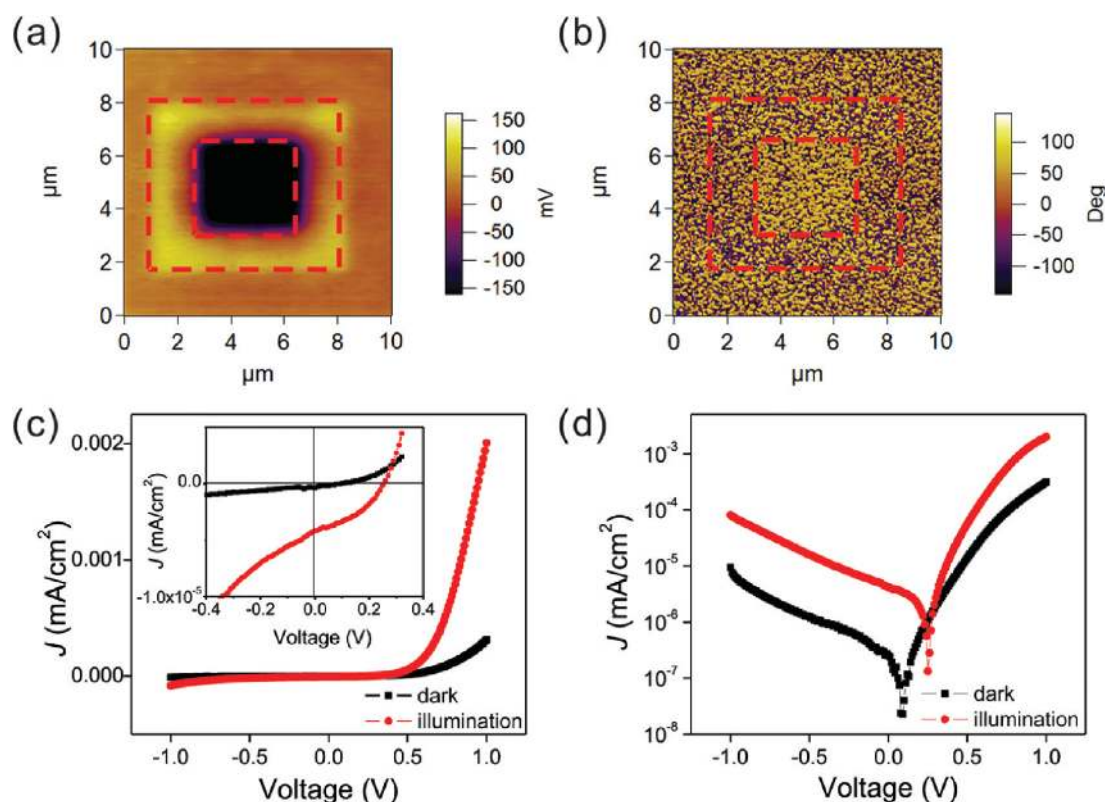 (a)
10
8
6
μm
4
2
0
0 2 4 6 8 10
μm
150
100
50
0
-50
-100
-150
mV
(b)
10
8
6
μm
4
2
0
0 2 4 6 8 10
μm
100
50
0
-50
-100
Deg
(c)
0.002
0.001
0.000
J (mA/cm²)
0.0
-1.0x10⁻⁵
J (mA/cm²)
-0.4 -0.2 0.0 0.2 0.4
Voltage (V)
dark
illumination
-1.0 -0.5 0.0 0.5 1.0
Voltage (V)
(d)
10⁻³
10⁻⁴
10⁻⁵
10⁻⁶
10⁻⁷
10⁻⁸
J (mA/cm²)
dark
illumination
-1.0 -0.5 0.0 0.5 1.0
Voltage (V)